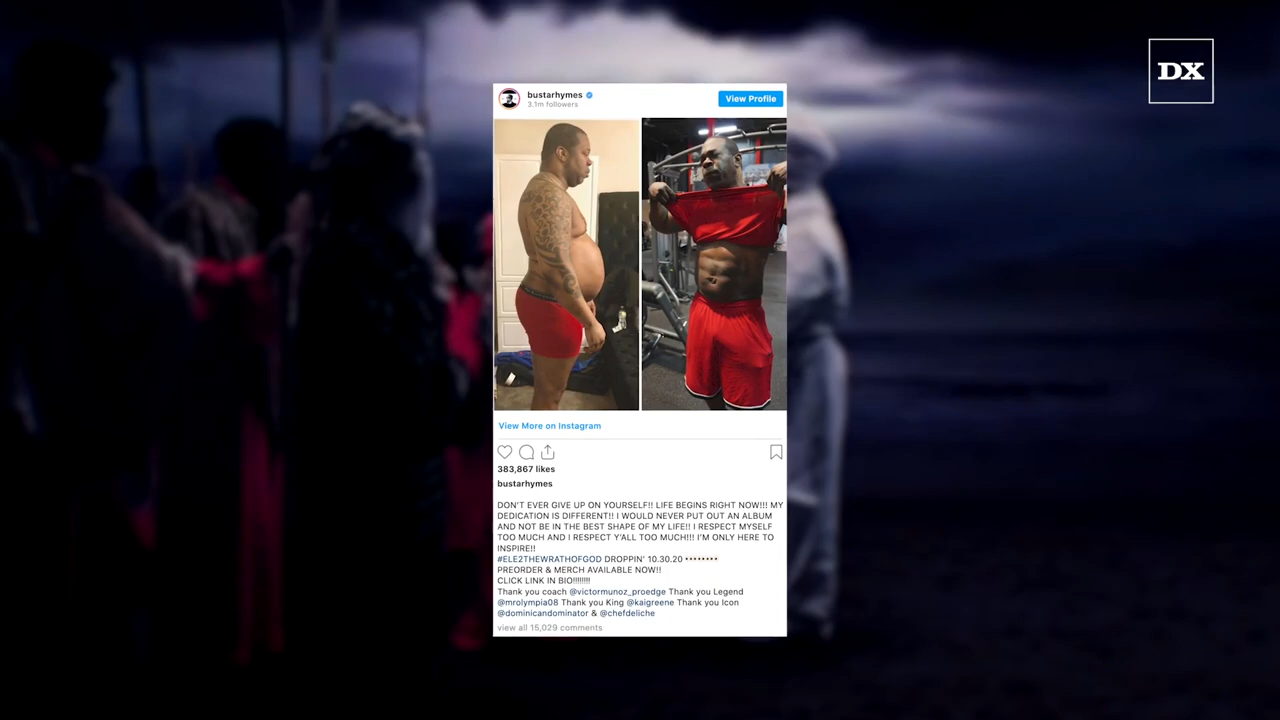 DX
bustarhymes
3.1m followers
View Profile
View More on Instagram
383,867 likes
bustarhymes
DON'T EVER GIVE UP ON YOURSELF!! LIFE BEGINS RIGHT NOW!!! MY
DEDICATION IS DIFFERENT!! I WOULD NEVER PUT OUT AN ALBUM
AND NOT BE IN THE BEST SHAPE OF MY LIFE!! I RESPECT MYSELF
TOO MUCH AND I RESPECT Y'ALL TOO MUCH!!! I'M ONLY HERE TO
INSPIRE!!
#ELE2THEWRATHOFGOD DROPPIN' 10.30.20 ••••••••
PREORDER & MERCH AVAILABLE NOW!!
CLICK LINK IN BIO!!!!!!!!
Thank you coach @victormunoz_proedge Thank you Legend
@mrolympia08 Thank you King @kaigreene Thank you Icon
@dominicandominator & @chefdeliche
view all 15,029 comments